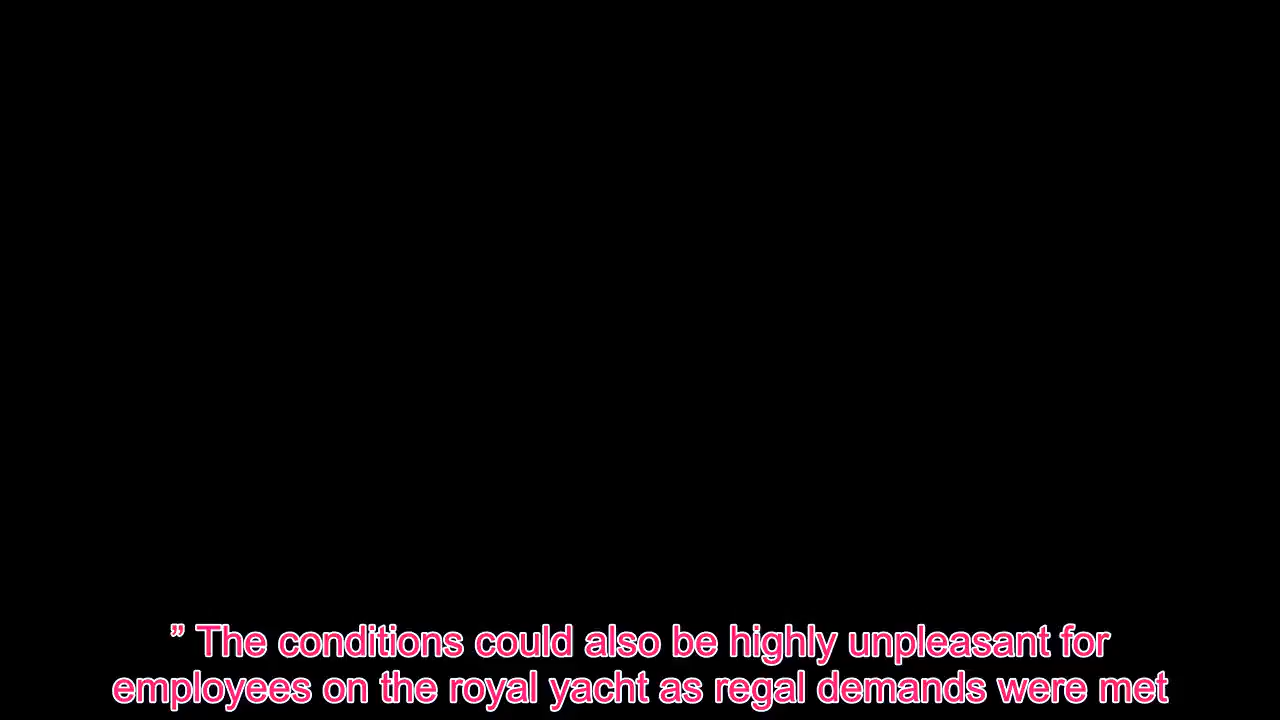 ” The conditions could also be highly unpleasant for
employees on the royal yacht as regal demands were met